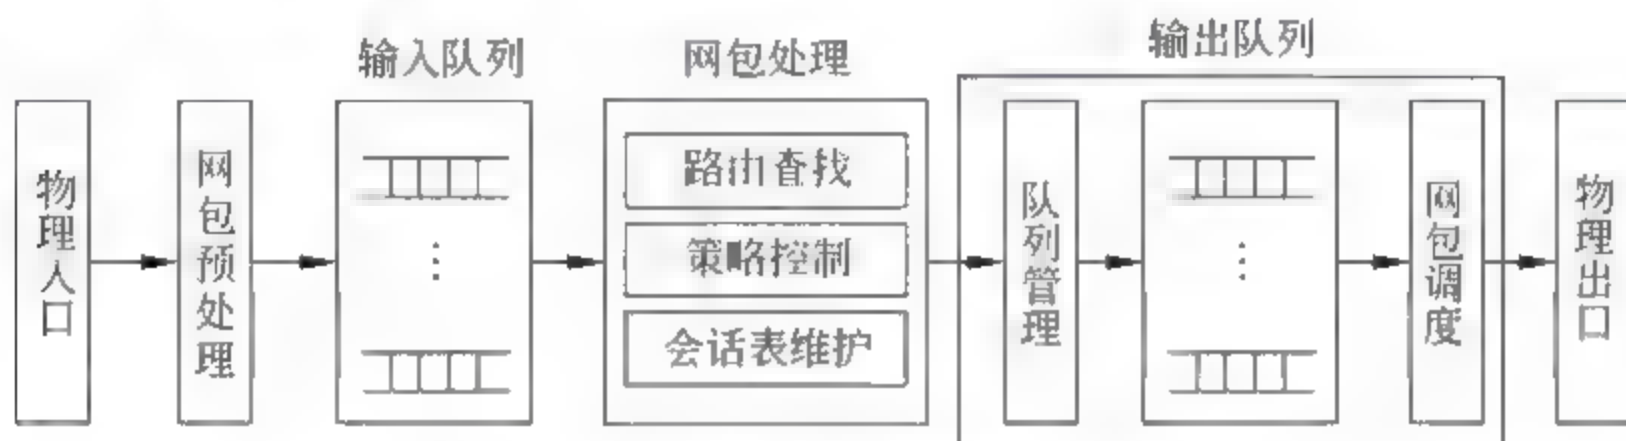 输入队列
网包处理
输出队列
物理入口
网包预处理
路由查找
策略控制
会话表维护
队列管理
网包调度
物理出口